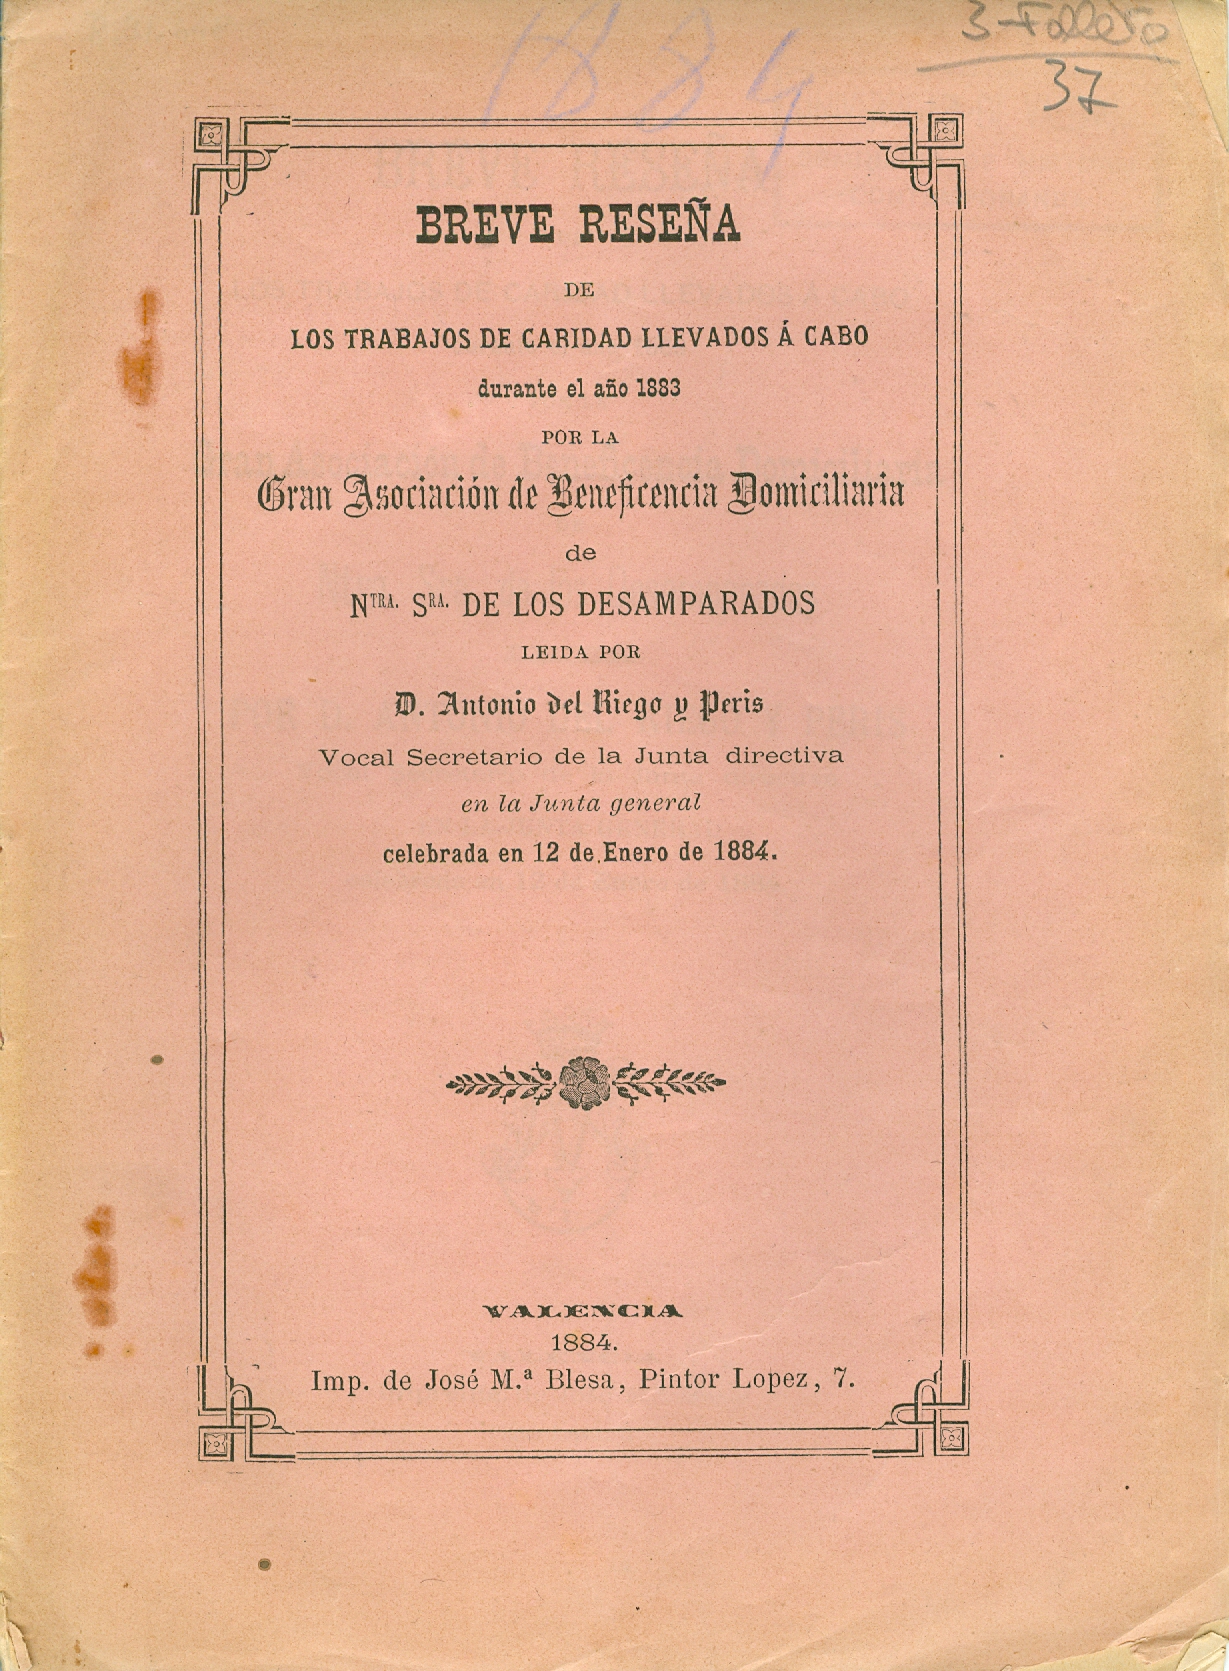 1884
3-Folleto
37
BREVE RESEÑA
DE
LOS TRABAJOS DE CARIDAD LLEVADOS Á CABO
durante el año 1883
POR LA
Gran Asociación de Beneficencia Domiciliaria
de
NTRA. SRA. DE LOS DESAMPARADOS
LEIDA POR
D. Antonio del Riego y Peris
Vocal Secretario de la Junta directiva
en la Junta general
celebrada en 12 de Enero de 1884.
VALENCIA
1884.
Imp. de José M.ª Blesa, Pintor Lopez, 7.